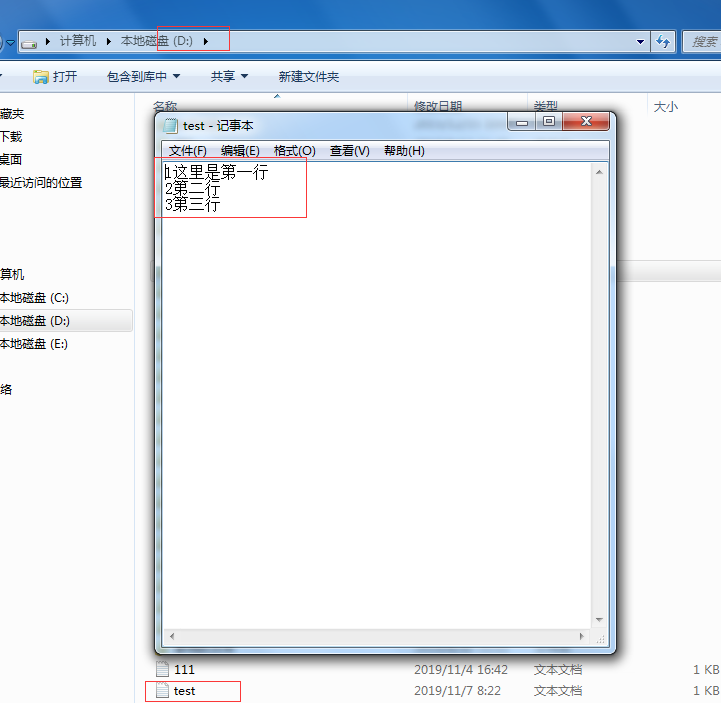 计算机 本地磁盘 (D:) 搜索
打开 包含到库中 共享 新建文件夹
名称 修改日期 类型 大小
藏夹
下载
桌面
最近访问的位置
算机
本地磁盘 (C:)
本地磁盘 (D:)
本地磁盘 (E:)
络
test - 记事本
文件(F) 编辑(E) 格式(O) 查看(V) 帮助(H)
1这里是第一行
2第二行
3第三行
111 2019/11/4 16:42 文本文档 1 KB
test 2019/11/7 8:22 文本文档 1 KB